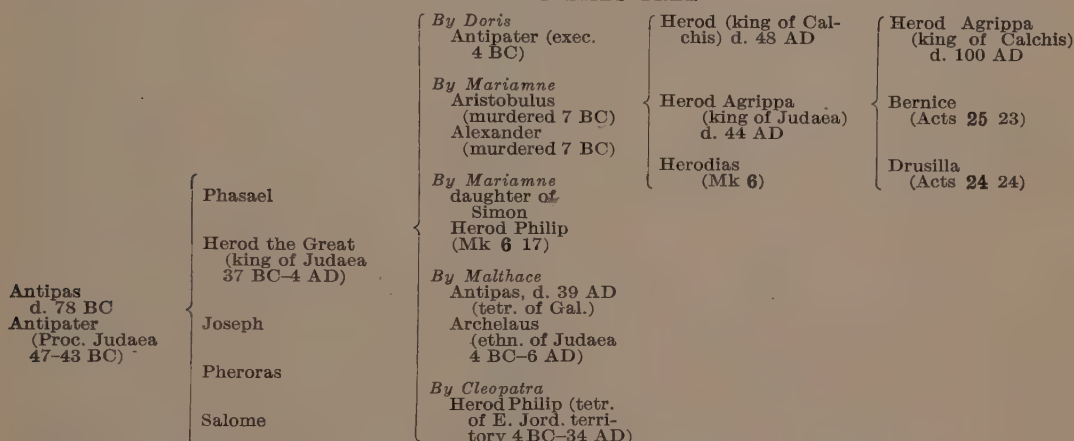 Antipas
d. 78 BC
Antipater
(Proc. Judaea
47–43 BC)
Phasael
Herod the Great
(king of Judaea
37 BC–4 AD)
Joseph
Pheroras
Salome
By Doris
Antipater (exec.
4 BC)
By Mariamne
Aristobulus
(murdered 7 BC)
Alexander
(murdered 7 BC)
By Mariamne
daughter of
Simon
Herod Philip
(Mk 6 17)
By Malthace
Antipas, d. 39 AD
(tetr. of Gal.)
Archelaus
(ethn. of Judaea
4 BC–6 AD)
By Cleopatra
Herod Philip (tetr.
of E. Jord. terri-
tory 4 BC–34 AD)
Herod (king of Cal-
chis) d. 48 AD
Herod Agrippa
(king of Judaea)
d. 44 AD
Herodias
(Mk 6)
Herod Agrippa
(king of Calchis)
d. 100 AD
Bernice
(Acts 25 23)
Drusilla
(Acts 24 24)